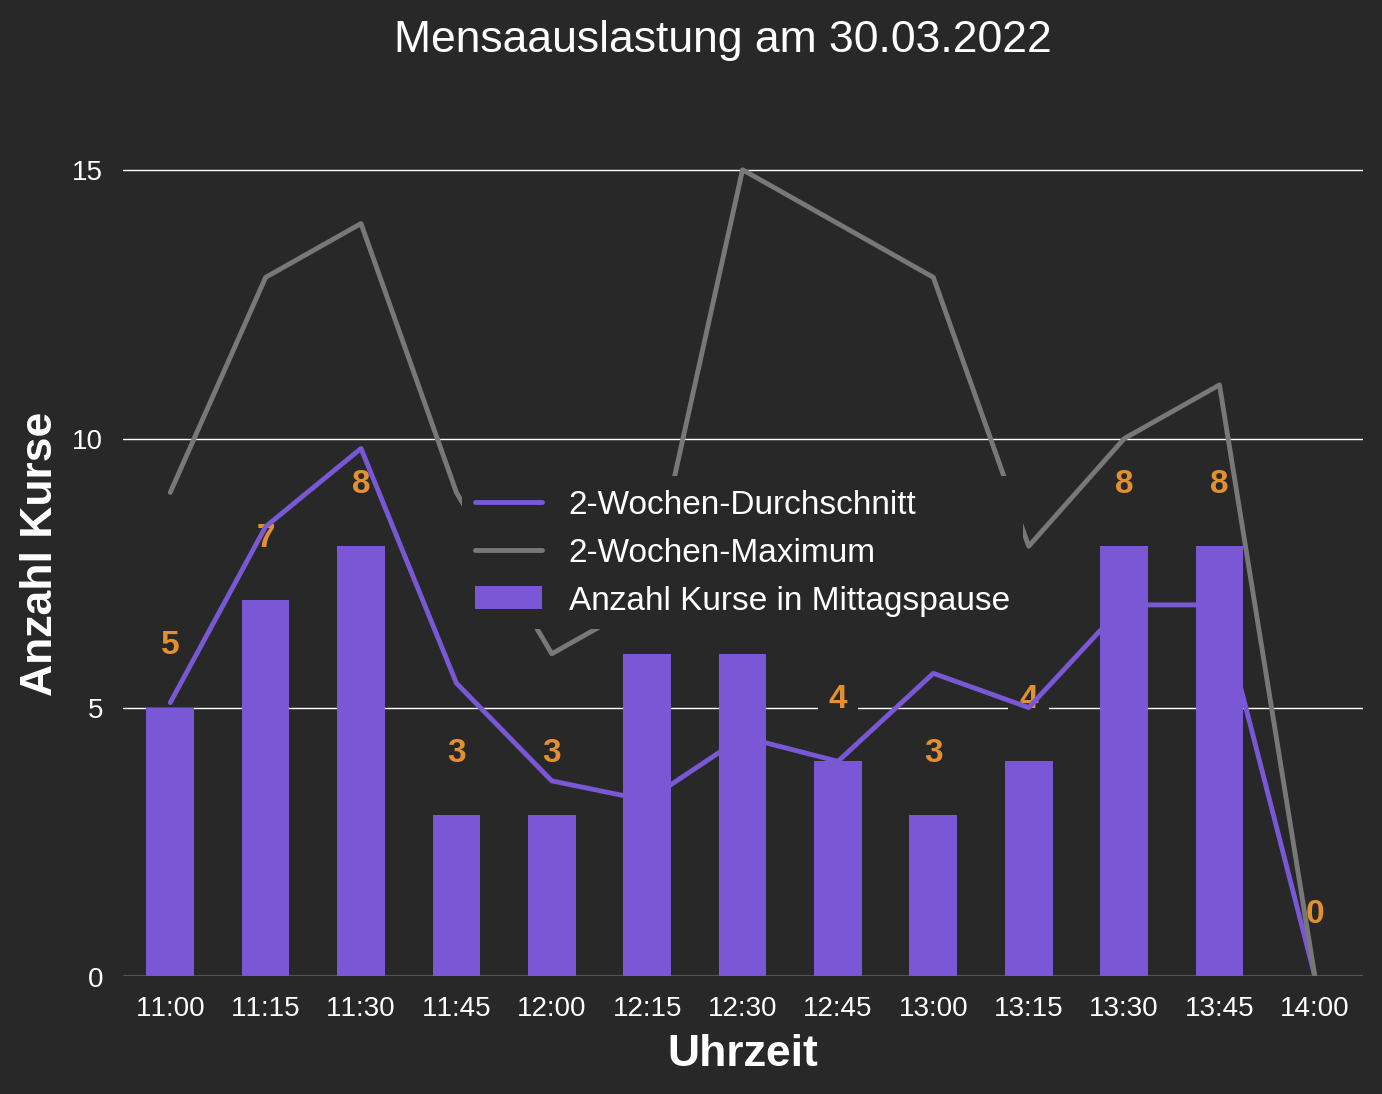 Mensaauslastung am 30.03.2022
15
10
5
0
Anzahl Kurse
2-Wochen-Durchschnitt
2-Wochen-Maximum
Anzahl Kurse in Mittagspause
5
7
8
3
3
4
3
4
8
8
0
11:00 11:15 11:30 11:45 12:00 12:15 12:30 12:45 13:00 13:15 13:30 13:45 14:00
Uhrzeit